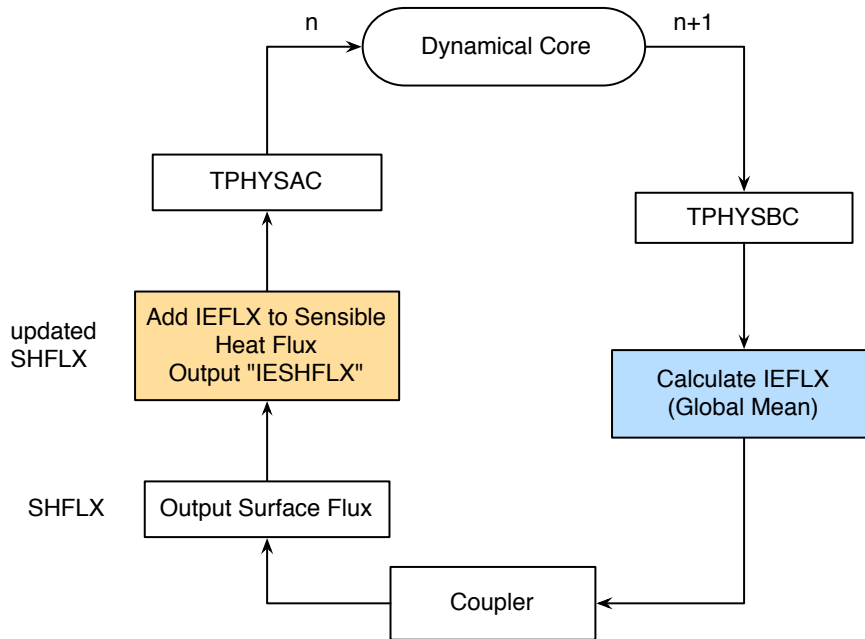 n
Dynamical Core
n+1
TPHYSAC
TPHYSBC
updated
SHFLX
Add IEFLX to Sensible
Heat Flux
Output "IESHFLX"
Calculate IEFLX
(Global Mean)
SHFLX
Output Surface Flux
Coupler